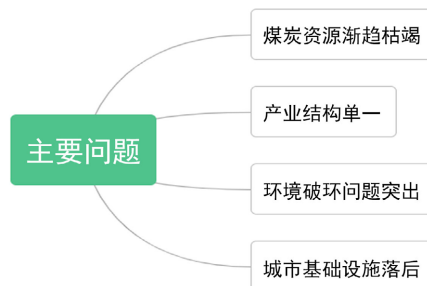 煤炭资源渐趋枯竭
产业结构单一
主要问题
环境破环问题突出
城市基础设施落后